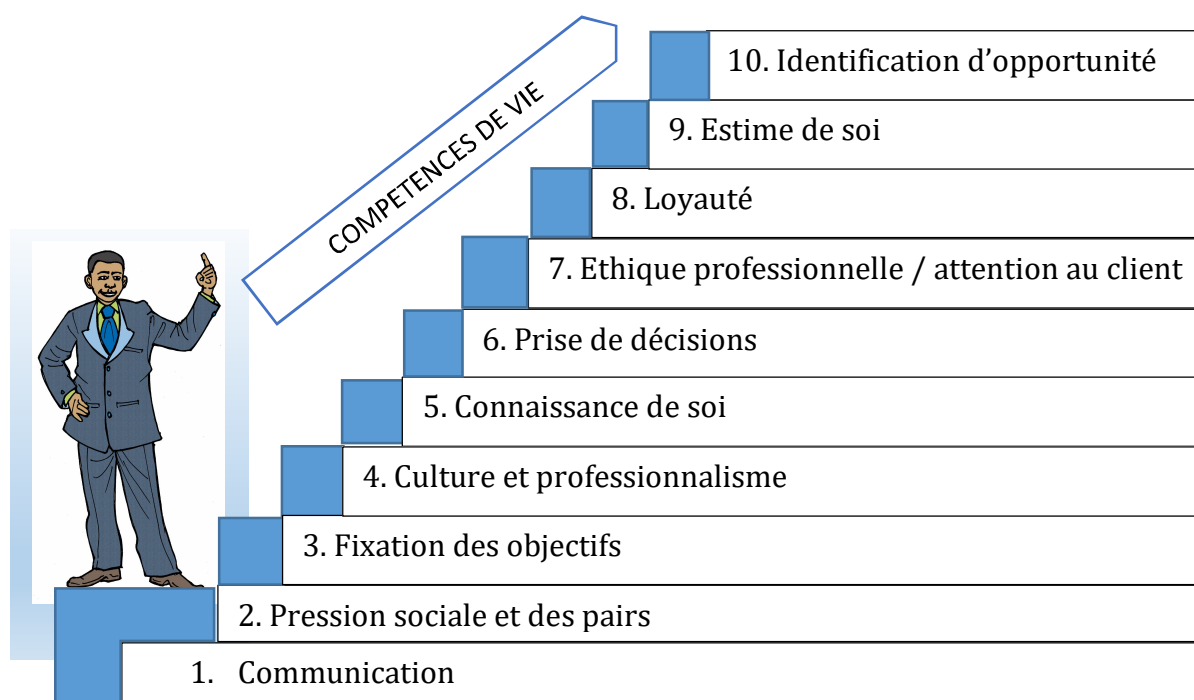 COMPETENCES DE VIE
10. Identification d’opportunité
9. Estime de soi
8. Loyauté
7. Ethique professionnelle / attention au client
6. Prise de décisions
5. Connaissance de soi
4. Culture et professionnalisme
3. Fixation des objectifs
2. Pression sociale et des pairs
1. Communication